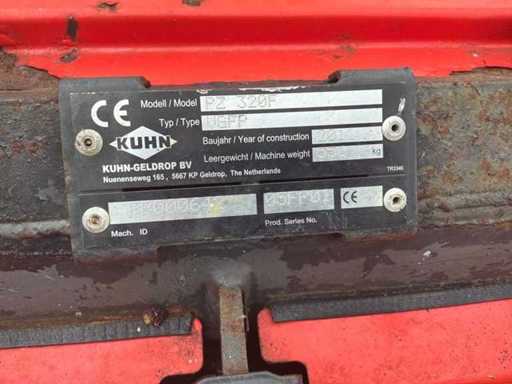 CE Modell / Model PZ 320F
Typ / Type
KUHN Baujahr / Year of construction
KUHN-GELDROP BV Leergewicht / Machine weight kg
Nuenenseweg 165 , 5667 KP Geldrop, The Netherlands
TR3346
CE
Mach. ID Prod. Series No.